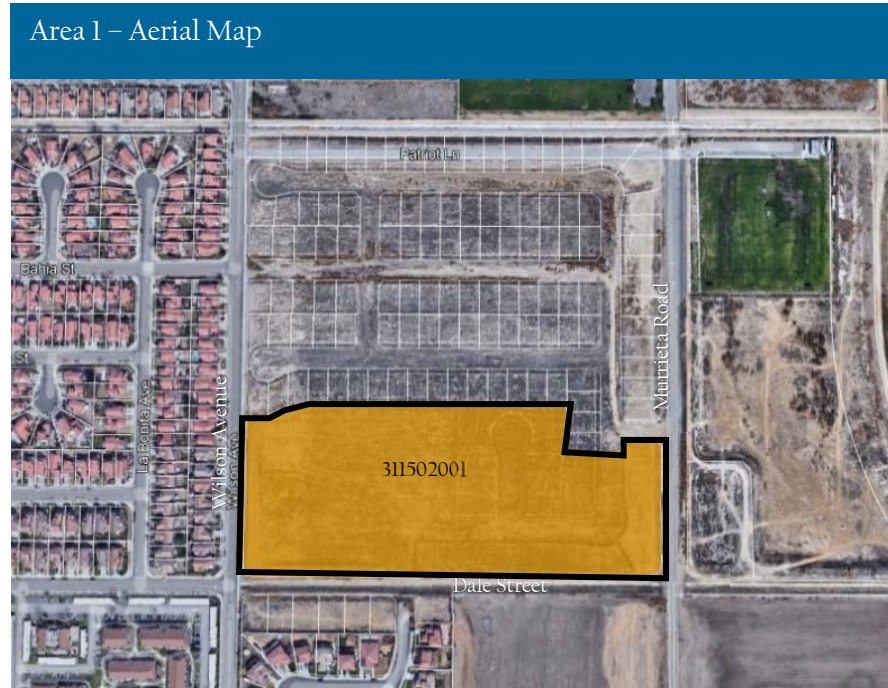 Area 1 – Aerial Map
Patriot Ln
Bahia St
Murrieta Road
St
La Bonita Ave
Wilson Avenue
Wilson Ave
311502001
Dale Street